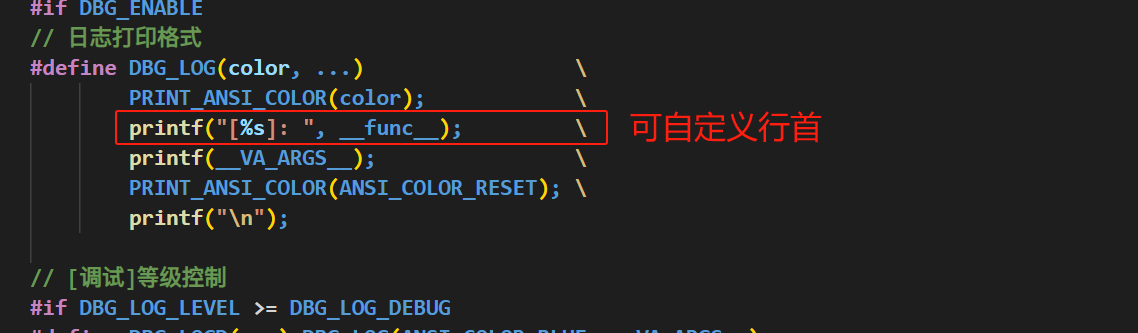 #if DBG_ENABLE
// 日志打印格式
#define DBG_LOG(color, ...) \
PRINT_ANSI_COLOR(color); \
printf("[%s]: ", __func__); \ 可自定义行首
printf(__VA_ARGS__); \
PRINT_ANSI_COLOR(ANSI_COLOR_RESET); \
printf("\n");
// [调试]等级控制
#if DBG_LOG_LEVEL >= DBG_LOG_DEBUG